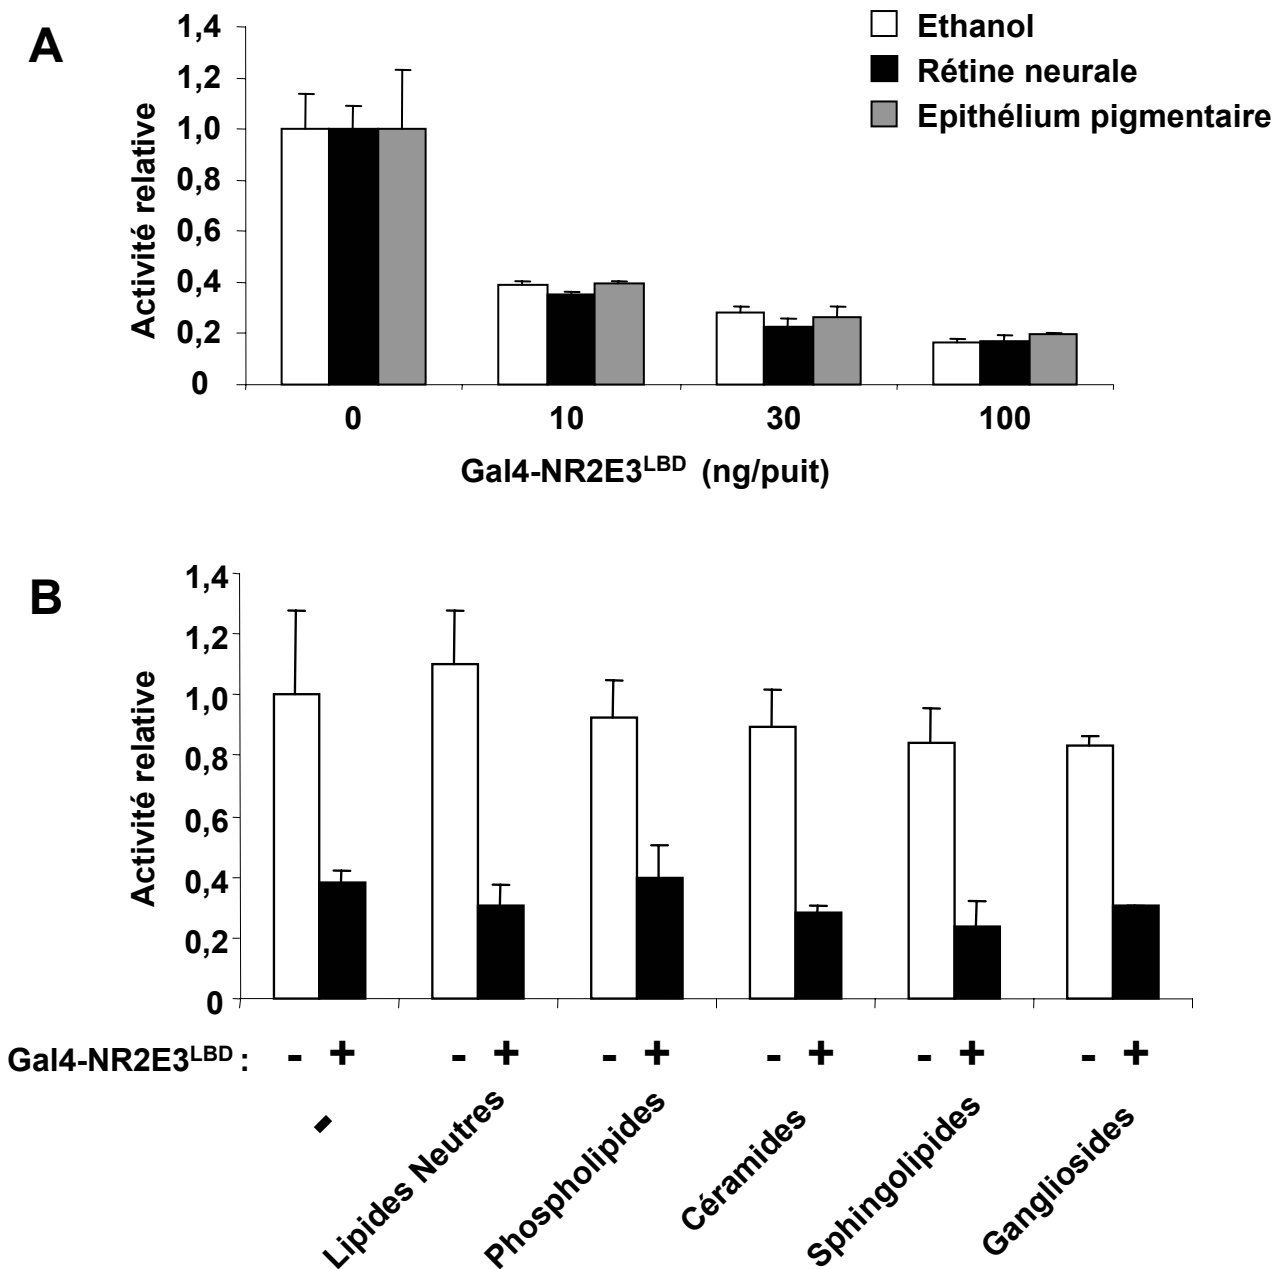 A
Ethanol
Rétine neurale
Epithélium pigmentaire
Activité relative
1,4
1,2
1,0
0,8
0,6
0,4
0,2
0
0 10 30 100
Gal4-NR2E3LBD (ng/puit)
B
Activité relative
1,4
1,2
1,0
0,8
0,6
0,4
0,2
0
Gal4-NR2E3LBD : - + - + - + - + - + - +
-
Lipides Neutres
Phospholipides
Céramides
Sphingolipides
Gangliosides